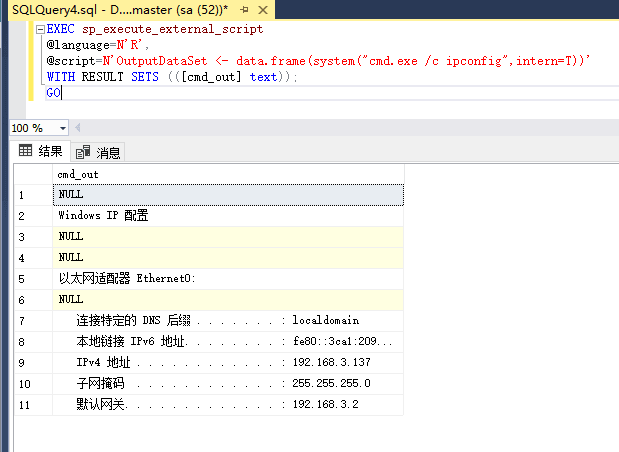 SQLQuery4.sql - D....master (sa (52))*
EXEC sp_execute_external_script
@language=N'R',
@script=N'OutputDataSet <- data.frame(system("cmd.exe /c ipconfig",intern=T))'
WITH RESULT SETS (([cmd_out] text));
GO
100 %
结果 消息
cmd_out
1 NULL
2 Windows IP 配置
3 NULL
4 NULL
5 以太网适配器 Ethernet0:
6 NULL
7 连接特定的 DNS 后缀 . . . . . . . : localdomain
8 本地链接 IPv6 地址. . . . . . . . : fe80::3ca1:209...
9 IPv4 地址 . . . . . . . . . . . . : 192.168.3.137
10 子网掩码 . . . . . . . . . . . . : 255.255.255.0
11 默认网关. . . . . . . . . . . . . : 192.168.3.2